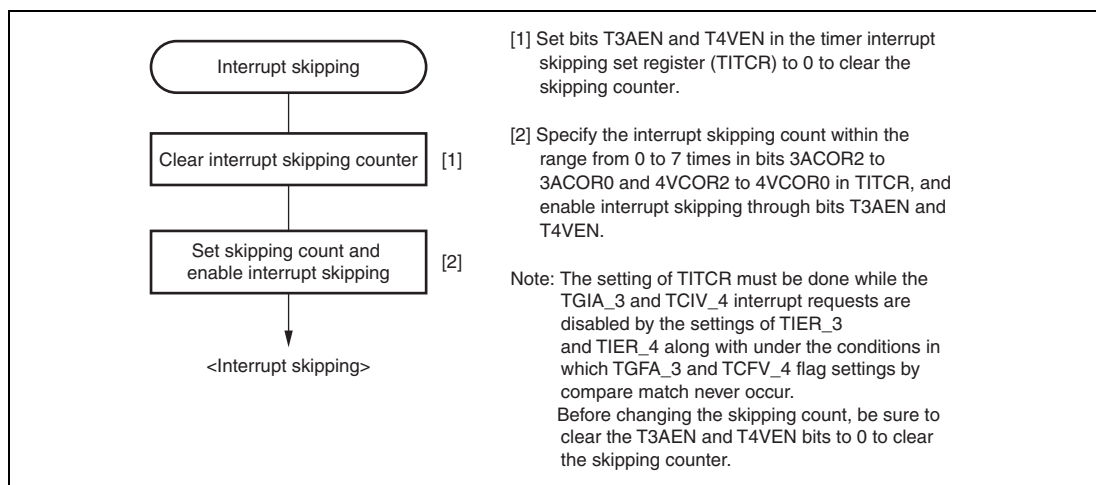 Interrupt skipping
Clear interrupt skipping counter
[1]
Set skipping count and
enable interrupt skipping
[2]
<Interrupt skipping>
[1] Set bits T3AEN and T4VEN in the timer interrupt
skipping set register (TITCR) to 0 to clear the
skipping counter.
[2] Specify the interrupt skipping count within the
range from 0 to 7 times in bits 3ACOR2 to
3ACOR0 and 4VCOR2 to 4VCOR0 in TITCR, and
enable interrupt skipping through bits T3AEN and
T4VEN.
Note: The setting of TITCR must be done while the
TGIA_3 and TCIV_4 interrupt requests are
disabled by the settings of TIER_3
and TIER_4 along with under the conditions in
which TGFA_3 and TCFV_4 flag settings by
compare match never occur.
Before changing the skipping count, be sure to
clear the T3AEN and T4VEN bits to 0 to clear
the skipping counter.